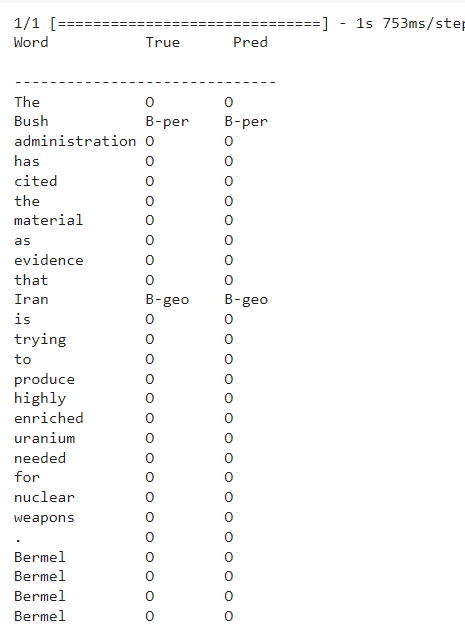 1/1 [==============================] - 1s 753ms/step
Word True Pred
------------------------------
The O O
Bush B-per B-per
administration O O
has O O
cited O O
the O O
material O O
as O O
evidence O O
that O O
Iran B-geo B-geo
is O O
trying O O
to O O
produce O O
highly O O
enriched O O
uranium O O
needed O O
for O O
nuclear O O
weapons O O
. O O
Bermel O O
Bermel O O
Bermel O O
Bermel O O